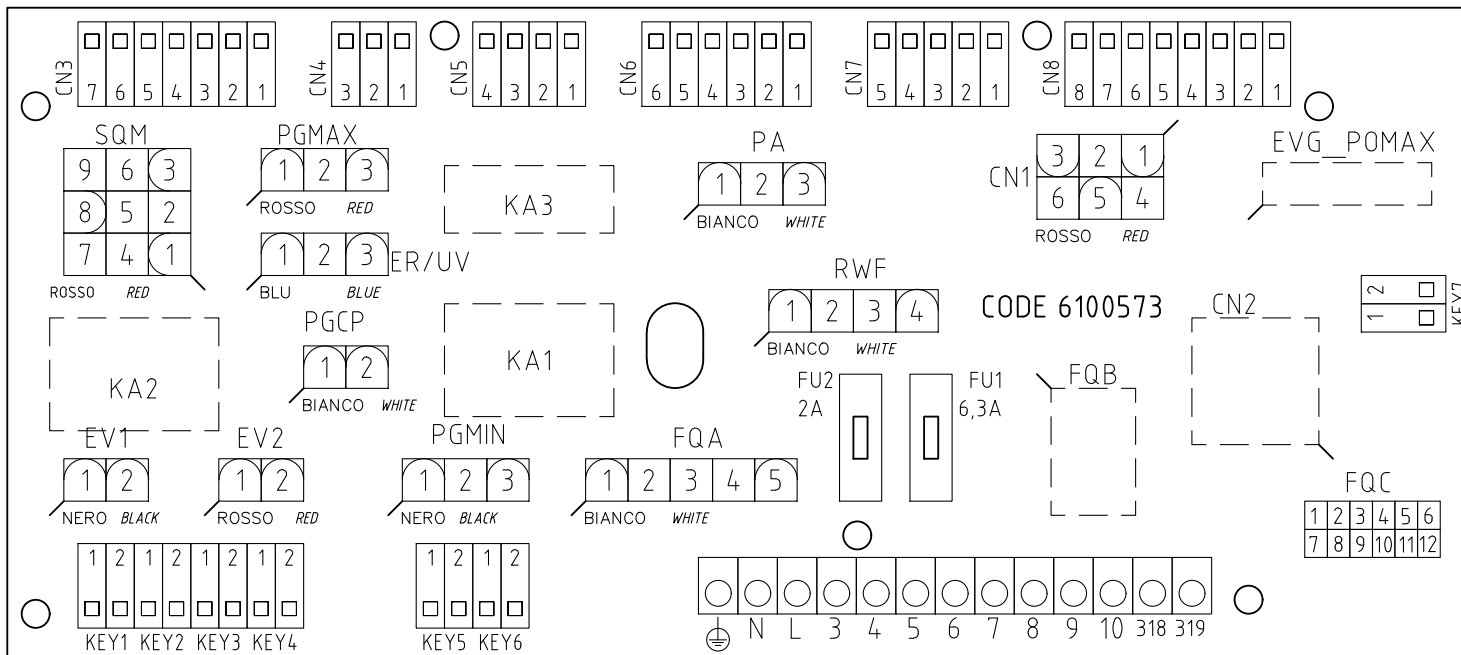 CN3 7 6 5 4 3 2 1
CN4 3 2 1
CN5 4 3 2 1
CN6 6 5 4 3 2 1
CN7 5 4 3 2 1
CN8 8 7 6 5 4 3 2 1
SQM
9 6 3
8 5 2
7 4 1
ROSSO RED
PGMAX
1 2 3
ROSSO RED
1 2 3 ER/UV
BLU BLUE
KA3
PA
1 2 3
BIANCO WHITE
CN1
3 2 1
6 5 4
ROSSO RED
EVG_POMAX
RWF
1 2 3 4
BIANCO WHITE
CODE 6100573
CN2
2
1
KEY7
KA2
PGCP
1 2
BIANCO WHITE
KA1
FU2
2A
FU1
6,3A
FQB
EV1
1 2
NERO BLACK
EV2
1 2
ROSSO RED
PGMIN
1 2 3
NERO BLACK
FQA
1 2 3 4 5
BIANCO WHITE
FQC
1 2 3 4 5 6
7 8 9 10 11 12
1 2 1 2 1 2 1 2
KEY1 KEY2 KEY3 KEY4
1 2 1 2
KEY5 KEY6
N L 3 4 5 6 7 8 9 10 318 319